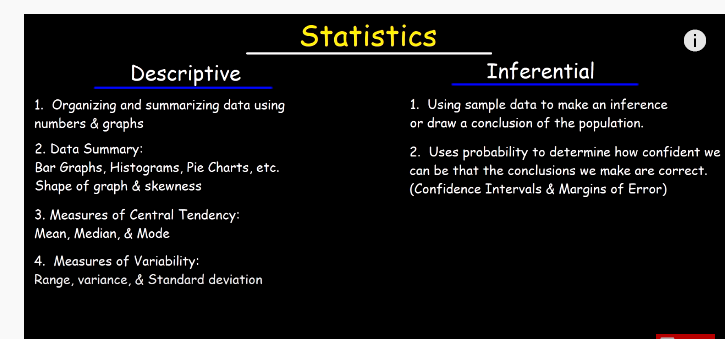 Statistics
Descriptive
1. Organizing and summarizing data using
numbers & graphs
2. Data Summary:
Bar Graphs, Histograms, Pie Charts, etc.
Shape of graph & skewness
3. Measures of Central Tendency:
Mean, Median, & Mode
4. Measures of Variability:
Range, variance, & Standard deviation
Inferential
1. Using sample data to make an inference
or draw a conclusion of the population.
2. Uses probability to determine how confident we
can be that the conclusions we make are correct.
(Confidence Intervals & Margins of Error)